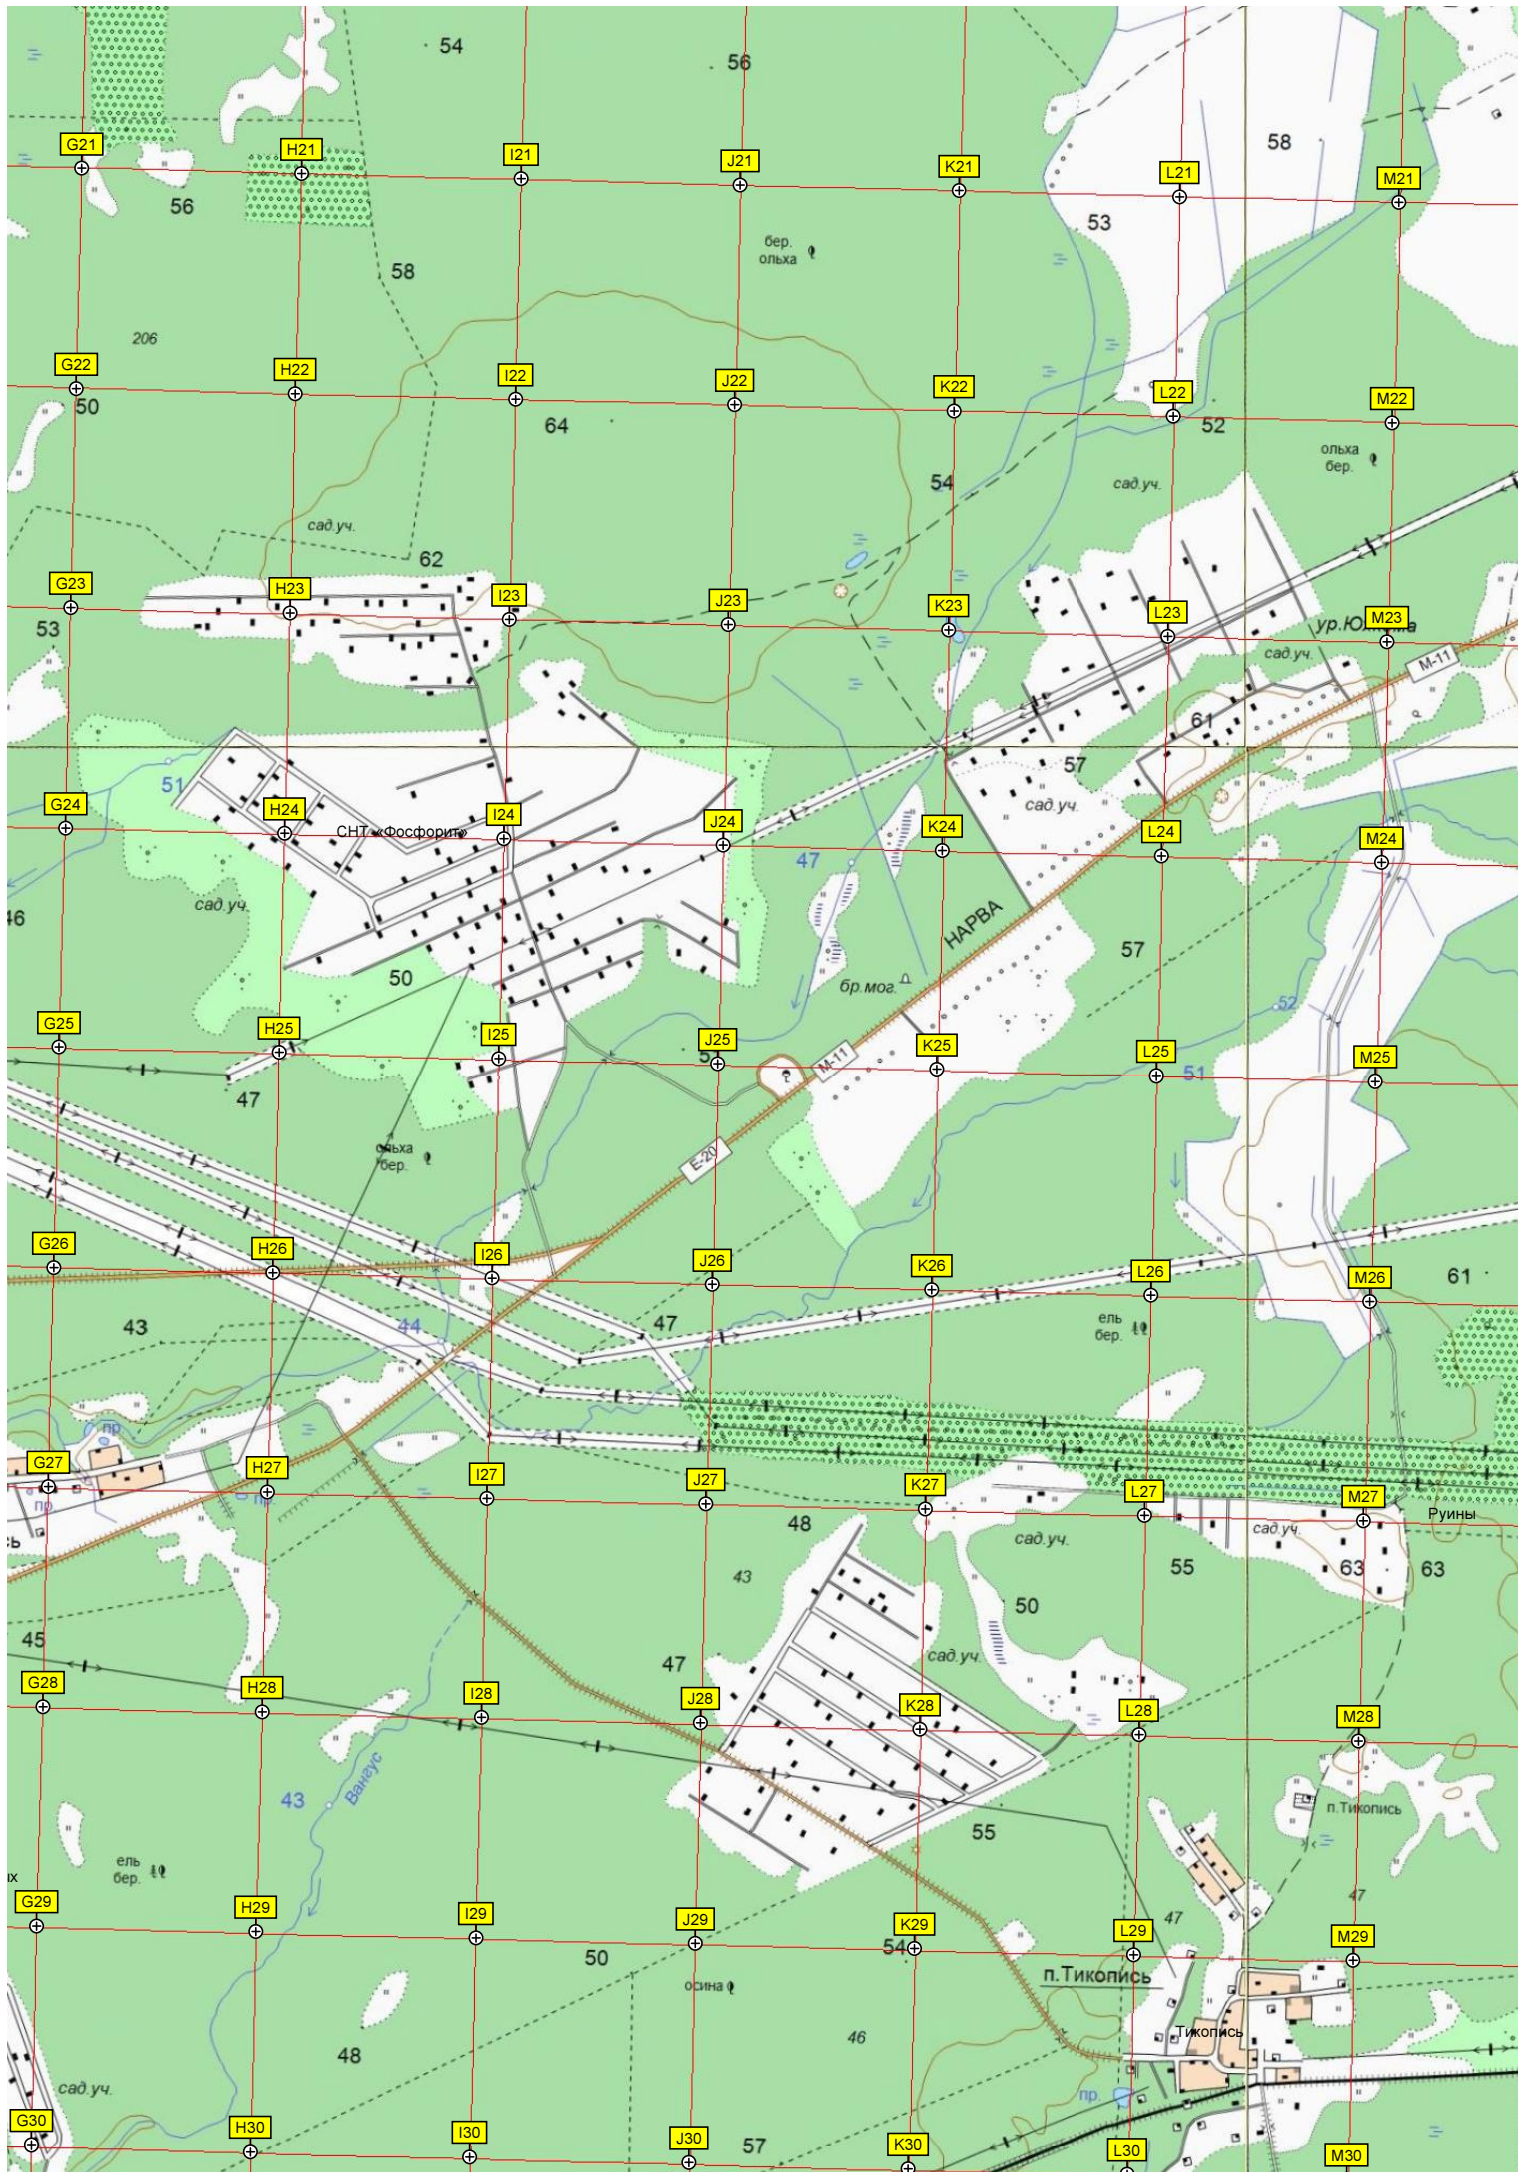 54
56
58
G21
H21
I21
J21
K21
L21
M21
56
53
бер.
ольха
58
206
G22
H22
I22
J22
K22
L22
M22
50
64
52
ольха
бер.
54
сад.уч.
сад.уч.
62
G23
H23
I23
J23
K23
L23
M23
53
сад.уч.
М-11
61
51
57
сад.уч.
G24
H24
I24
J24
K24
L24
M24
СНТ «Фосфорит»
47
сад.уч.
46
НАРВА
57
50
бр.мог.
52
G25
H25
I25
J25
K25
L25
M25
М-11
51
47
ольха
бер.
Е-20
G26
H26
I26
J26
K26
L26
M26
61
43
44
47
ель
бер.
пр.
G27
H27
I27
J27
K27
L27
M27
пр.
пр.
Руины
48
сад.уч.
сад.уч.
43
55
63
63
50
45
47
сад.уч.
G28
H28
I28
J28
K28
L28
M28
43
Вангус
п.Тикопись
55
ель
бер.
47
G29
H29
I29
J29
K29
L29
M29
47
50
54
п.Тикопись
осина
46
Тикопись
48
сад.уч.
пр.
G30
H30
I30
J30
K30
L30
M30
57